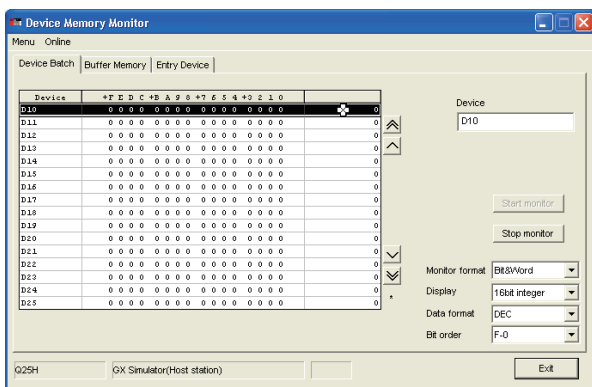 Device Memory Monitor
Menu Online
Device Batch Buffer Memory Entry Device
Device +F E D C +B A 9 8 +7 6 5 4 +3 2 1 0
D10 0 0 0 0 0 0 0 0 0 0 0 0 0 0 0 0 0
D11 0 0 0 0 0 0 0 0 0 0 0 0 0 0 0 0 0
D12 0 0 0 0 0 0 0 0 0 0 0 0 0 0 0 0 0
D13 0 0 0 0 0 0 0 0 0 0 0 0 0 0 0 0 0
D14 0 0 0 0 0 0 0 0 0 0 0 0 0 0 0 0 0
D15 0 0 0 0 0 0 0 0 0 0 0 0 0 0 0 0 0
D16 0 0 0 0 0 0 0 0 0 0 0 0 0 0 0 0 0
D17 0 0 0 0 0 0 0 0 0 0 0 0 0 0 0 0 0
D18 0 0 0 0 0 0 0 0 0 0 0 0 0 0 0 0 0
D19 0 0 0 0 0 0 0 0 0 0 0 0 0 0 0 0 0
D20 0 0 0 0 0 0 0 0 0 0 0 0 0 0 0 0 0
D21 0 0 0 0 0 0 0 0 0 0 0 0 0 0 0 0 0
D22 0 0 0 0 0 0 0 0 0 0 0 0 0 0 0 0 0
D23 0 0 0 0 0 0 0 0 0 0 0 0 0 0 0 0 0
D24 0 0 0 0 0 0 0 0 0 0 0 0 0 0 0 0 0
D25 0 0 0 0 0 0 0 0 0 0 0 0 0 0 0 0 0
*
Device
D10
Start monitor
Stop monitor
Monitor format Bit&Word
Display 16bit integer
Data format DEC
Bit order F-0
Q25H GX Simulator(Host station) Exit